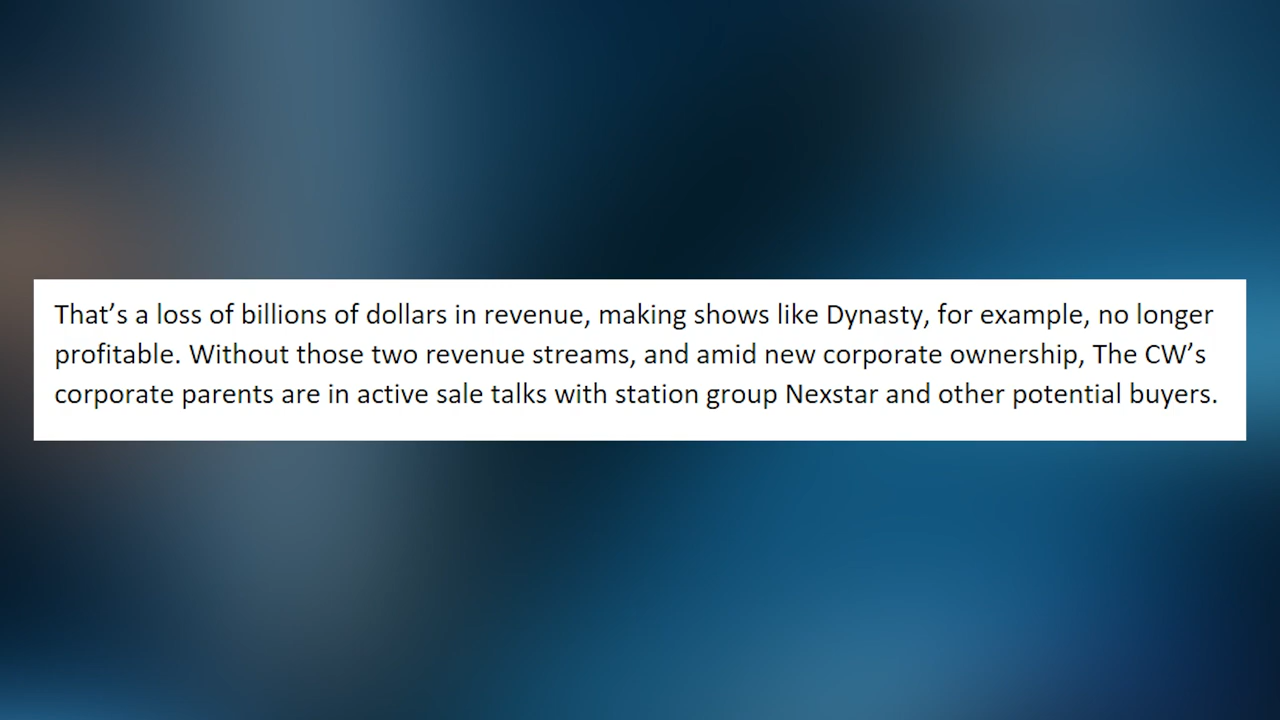 That’s a loss of billions of dollars in revenue, making shows like Dynasty, for example, no longer
profitable. Without those two revenue streams, and amid new corporate ownership, The CW’s
corporate parents are in active sale talks with station group Nexstar and other potential buyers.